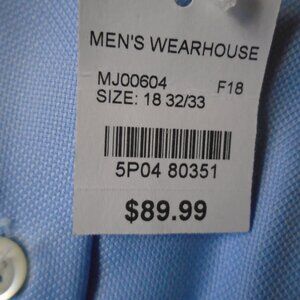 MEN'S WEARHOUSE
MJ00604 F18
SIZE: 18 32/33
5P04 80351
$89.99